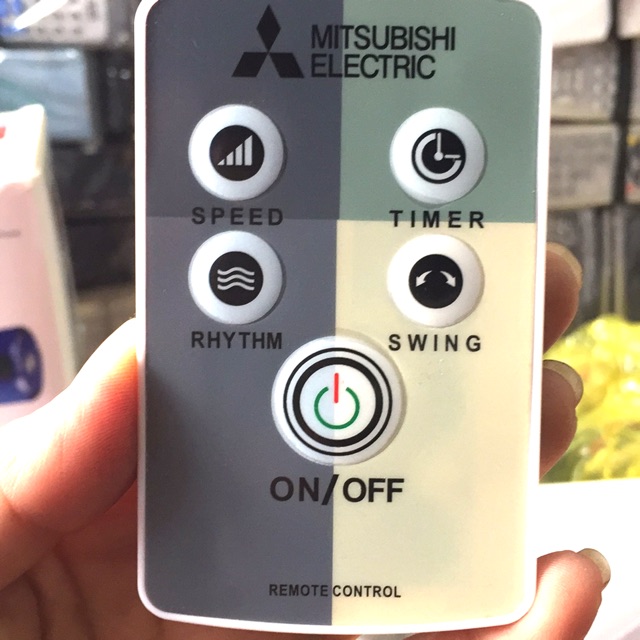 MITSUBISHI
ELECTRIC
SPEED
TIMER
RHYTHM
SWING
ON/OFF
REMOTE CONTROL